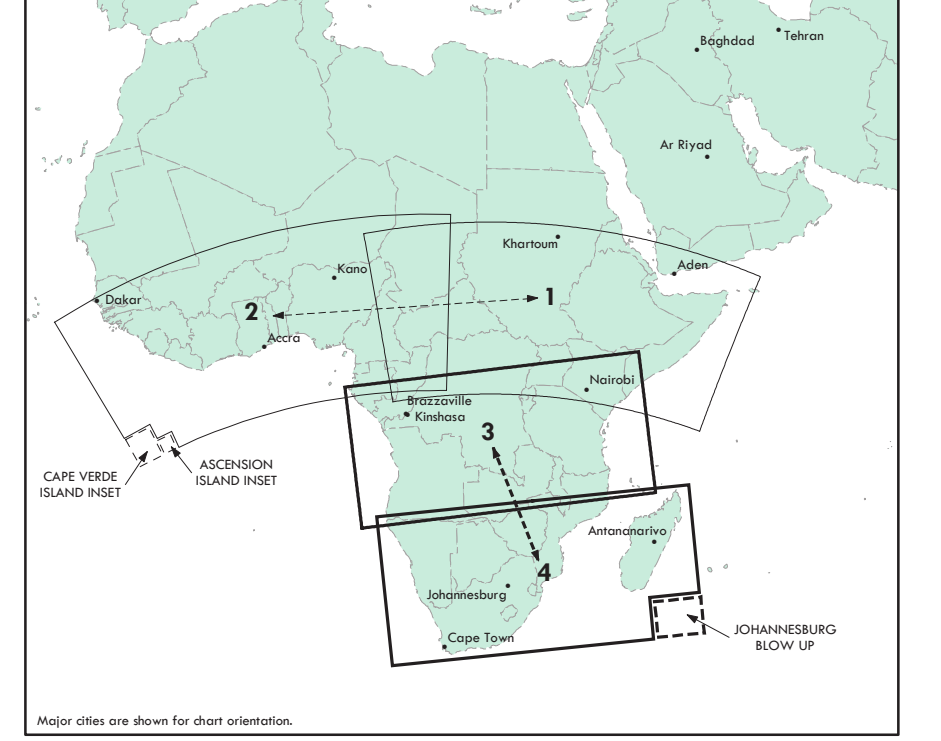 Baghdad
Tehran
Ar Riyad
Khartoum
Aden
Kano
Dakar
2
1
Accra
Nairobi
Brazzaville
Kinshasa
3
CAPE VERDE
ISLAND INSET
ASCENSION
ISLAND INSET
Antananarivo
4
Johannesburg
Cape Town
JOHANNESBURG
BLOW UP
Major cities are shown for chart orientation.